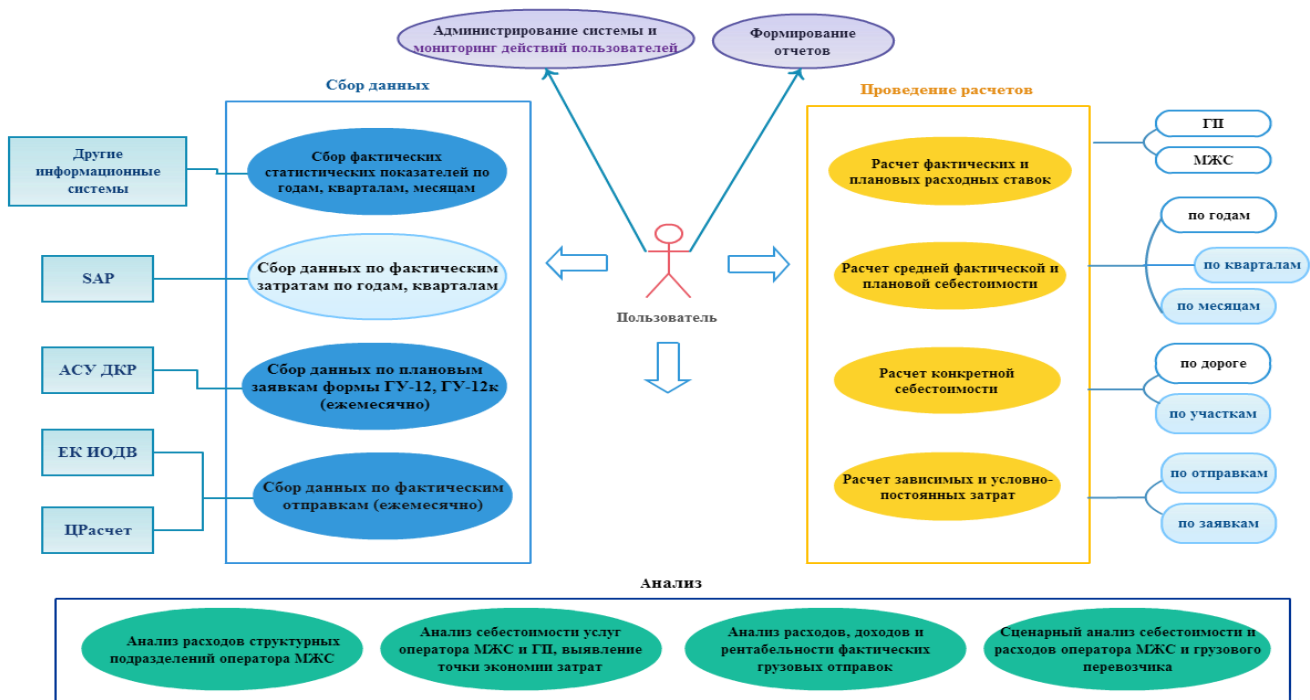 Администрирование системы и
мониторинг действий пользователей
Формирование
отчетов
Сбор данных
Другие
информационные
системы
SAP
АСУ ДКР
ЕК ИОДВ
ЦРасчет
Сбор фактических
статистических показателей по
годам, кварталам, месяцам
Сбор данных по фактическим
затратам по годам, кварталам
Сбор данных по плановым
заявкам формы ГУ-12, ГУ-12к
(ежемесячно)
Сбор данных по фактическим
отправкам (ежемесячно)
Пользователь
Проведение расчетов
Расчет фактических и
плановых расходных ставок
Расчет средней фактической и
плановой себестоимости
Расчет конкретной
себестоимости
Расчет зависимых и условно-
постоянных затрат
ГП
МЖС
по годам
по кварталам
по месяцам
по дороге
по участкам
по отправкам
по заявкам
Анализ
Анализ расходов структурных
подразделений оператора МЖС
Анализ себестоимости услуг
оператора МЖС и ГП, выявление
точки экономии затрат
Анализ расходов, доходов и
рентабельности фактических
грузовых отправок
Сценарный анализ себестоимости и
расходов оператора МЖС и грузового
перевозчика